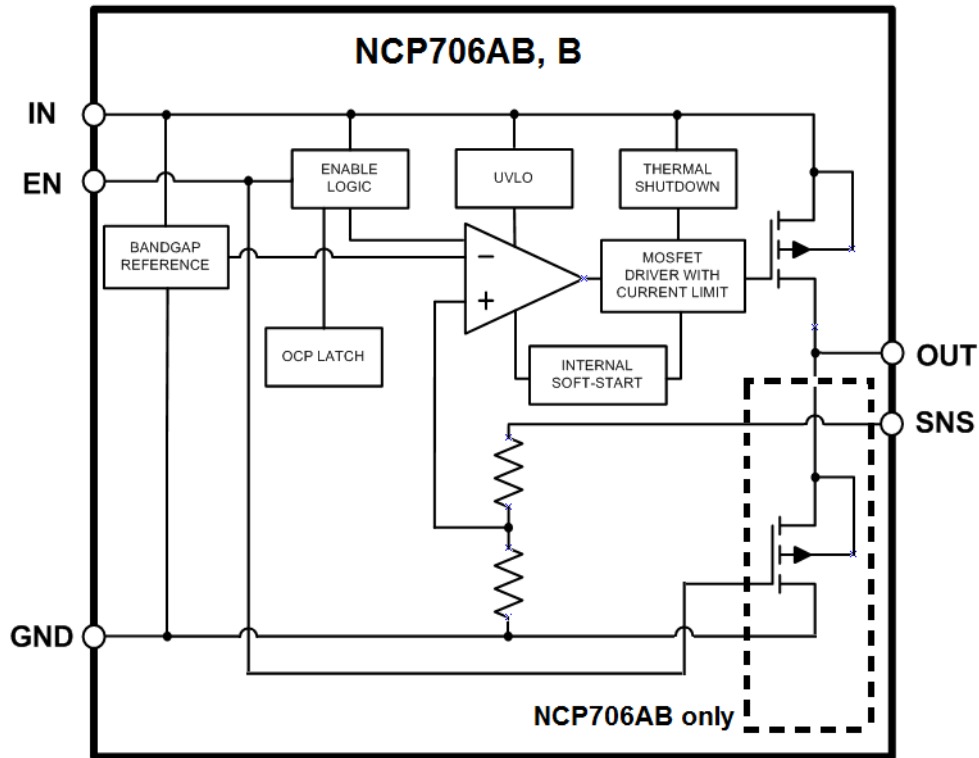 NCP706AB, B
IN
EN
ENABLE
LOGIC
UVLO
THERMAL
SHUTDOWN
BANDGAP
REFERENCE
−
+
MOSFET
DRIVER WITH
CURRENT LIMIT
OCP LATCH
INTERNAL
SOFT-START
OUT
SNS
GND
NCP706AB only